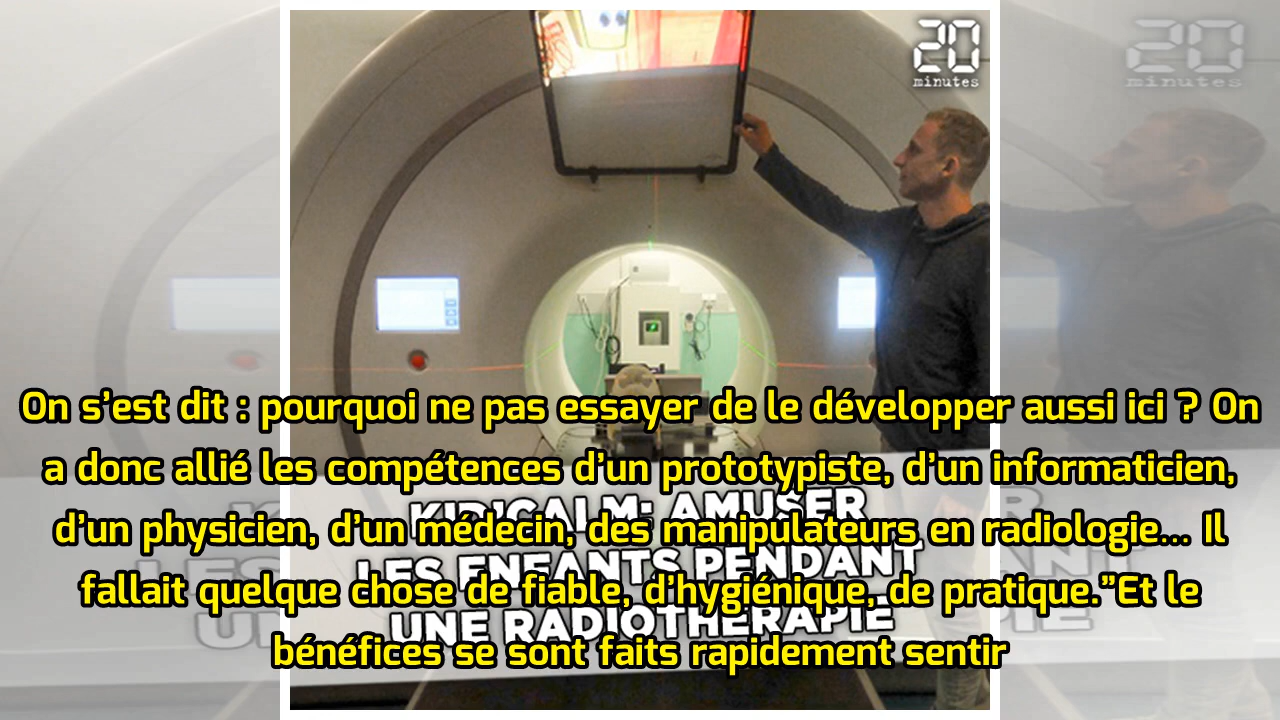 20
minutes
20
minutes
On s’est dit : pourquoi ne pas essayer de le développer aussi ici ? On
a donc allié les compétences d’un prototypiste, d’un informaticien,
d’un physicien, d’un médecin, des manipulateurs en radiologie... Il
fallait quelque chose de fiable, d’hygiénique, de pratique.”Et le
bénéfices se sont faits rapidement sentir
KID'CALM: AMUSER
LES ENFANTS PENDANT
UNE RADIOTHÉRAPIE